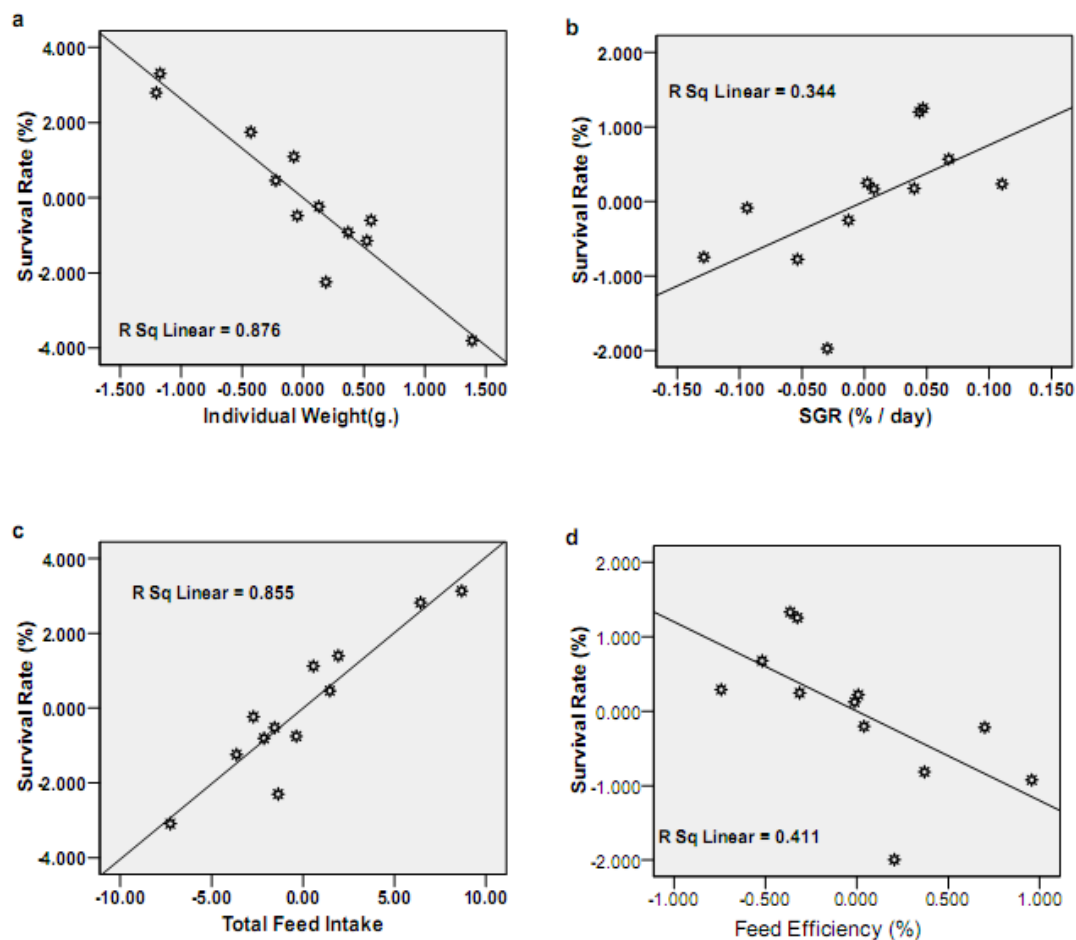 a
4.000
2.000
0.000
-2.000
-4.000
Survival Rate (%)
R Sq Linear = 0.876
-1.500 -1.000 -0.500 0.000 0.500 1.000 1.500
Individual Weight(g.)
b
2.000
1.000
0.000
-1.000
-2.000
Survival Rate (%)
R Sq Linear = 0.344
-0.150 -0.100 -0.050 0.000 0.050 0.100 0.150
SGR (% / day)
c
4.000
2.000
0.000
-2.000
-4.000
Survival Rate (%)
R Sq Linear = 0.855
-10.00 -5.00 0.00 5.00 10.00
Total Feed Intake
d
2.000
1.000
0.000
-1.000
-2.000
Survival Rate (%)
R Sq Linear = 0.411
-1.000 -0.500 0.000 0.500 1.000
Feed Efficiency (%)